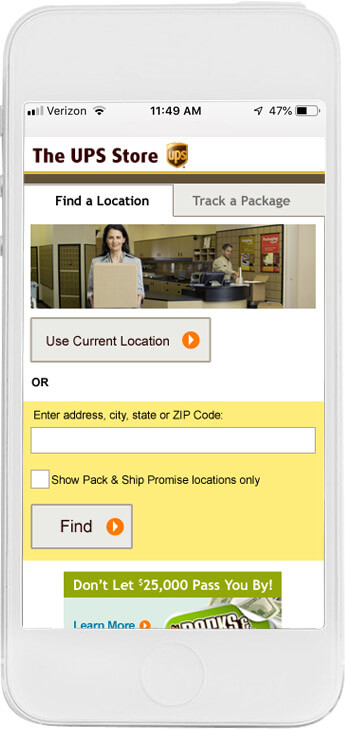 Verizon 11:49 AM 47%
The UPS Store ups
Find a Location Track a Package
Use Current Location
OR
Enter address, city, state or ZIP Code:
Show Pack & Ship Promise locations only
Find
Don't Let $25,000 Pass You By!
Learn More